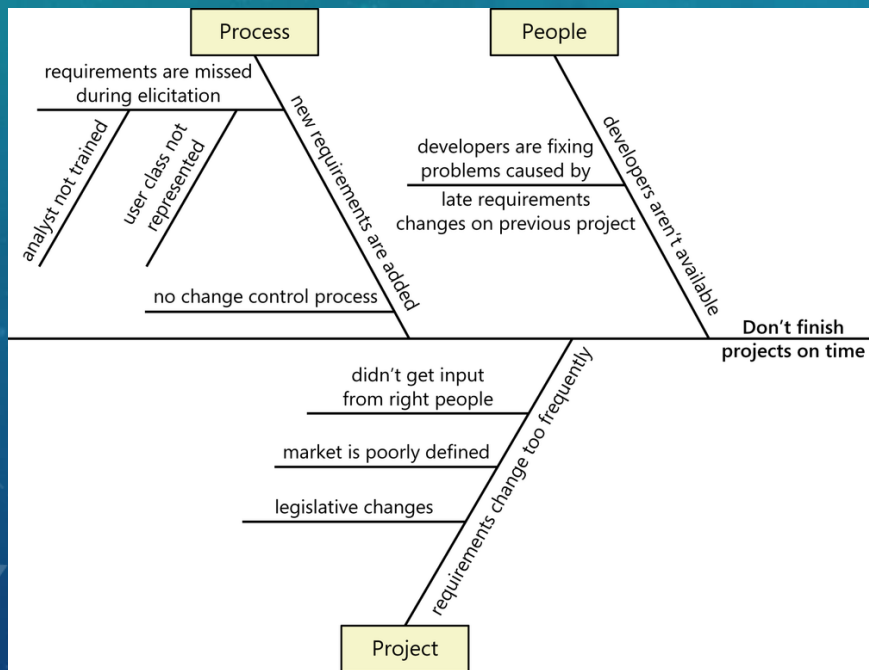 Process
requirements are missed
during elicitation
analyst not trained
user class not
represented
new requirements are added
no change control process
People
developers are fixing
problems caused by
late requirements
changes on previous project
developers aren't available
Don't finish
projects on time
didn't get input
from right people
market is poorly defined
legislative changes
requirements change too frequently
Project